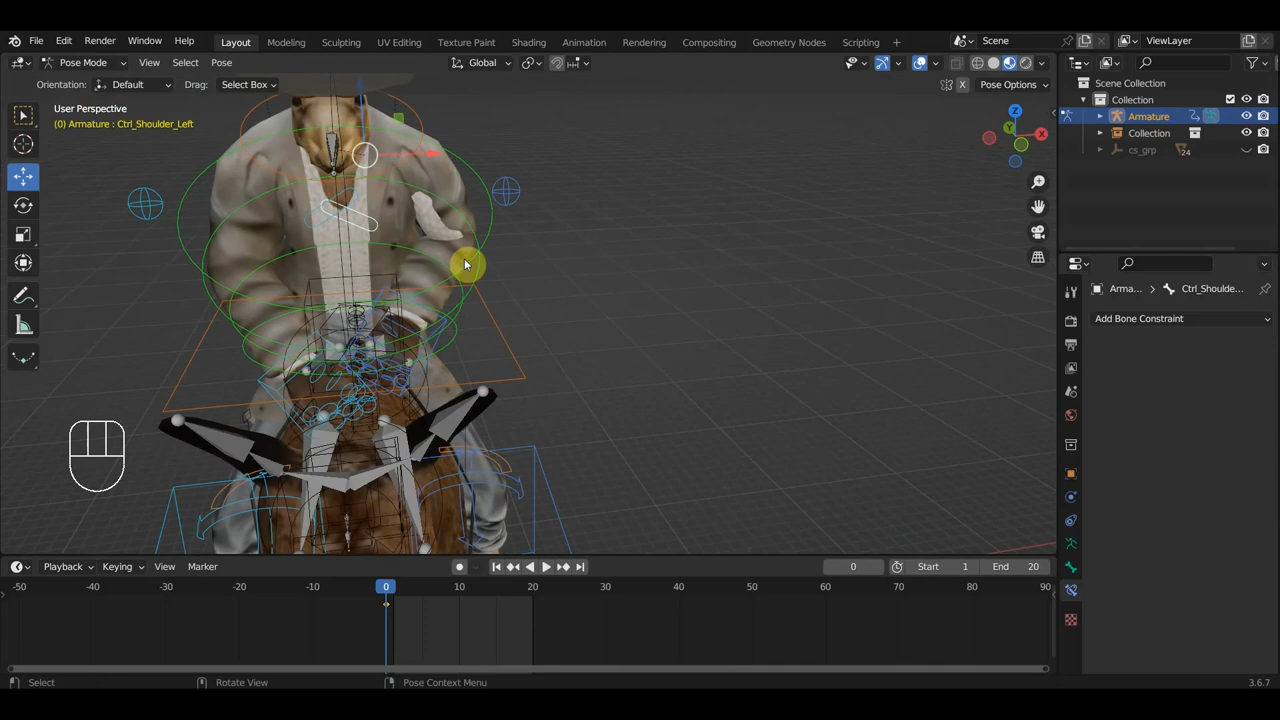 File Edit Render Window Help Layout Modeling Sculpting UV Editing Texture Paint Shading Animation Rendering Compositing Geometry Nodes Scripting + Scene ViewLayer
Pose Mode View Select Pose Global
Orientation: Default Drag: Select Box X Pose Options
Scene Collection
Collection
Armature
Collection
24
cs_grp
User Perspective
(0) Armature : Ctrl_Shoulder_Left
Z
Y
X
Arma... > Ctrl_Shoulde...
Add Bone Constraint
Playback Keying View Marker 0 Start 1 End 20
-50 -40 -30 -20 -10 0 10 20 30 40 50 60 70 80 90
Select Rotate View Pose Context Menu 3.6.7